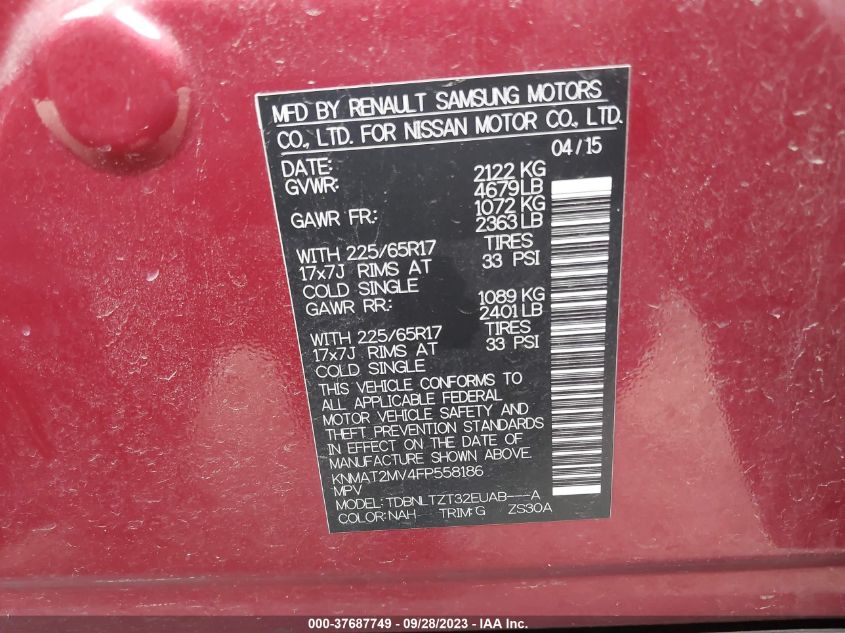 MFD BY RENAULT SAMSUNG MOTORS
CO., LTD. FOR NISSAN MOTOR CO., LTD.
DATE: 04/15
GVWR: 2122 KG
4679LB
GAWR FR: 1072 KG
2363LB
WITH 225/65R17 TIRES
17x7J RIMS AT 33 PSI
COLD SINGLE
GAWR RR: 1089 KG
2401LB
WITH 225/65R17 TIRES
17x7J RIMS AT 33 PSI
COLD SINGLE
THIS VEHICLE CONFORMS TO
ALL APPLICABLE FEDERAL
MOTOR VEHICLE SAFETY AND
THEFT PREVENTION STANDARDS
IN EFFECT ON THE DATE OF
MANUFACTURE SHOWN ABOVE.
KNMAT2MV4FP558186
MPV
MODEL:TDBNLTZT32EUAB---A
COLOR:NAH TRIM:G ZS30A
000-37687749 - 09/28/2023 - IAA Inc.